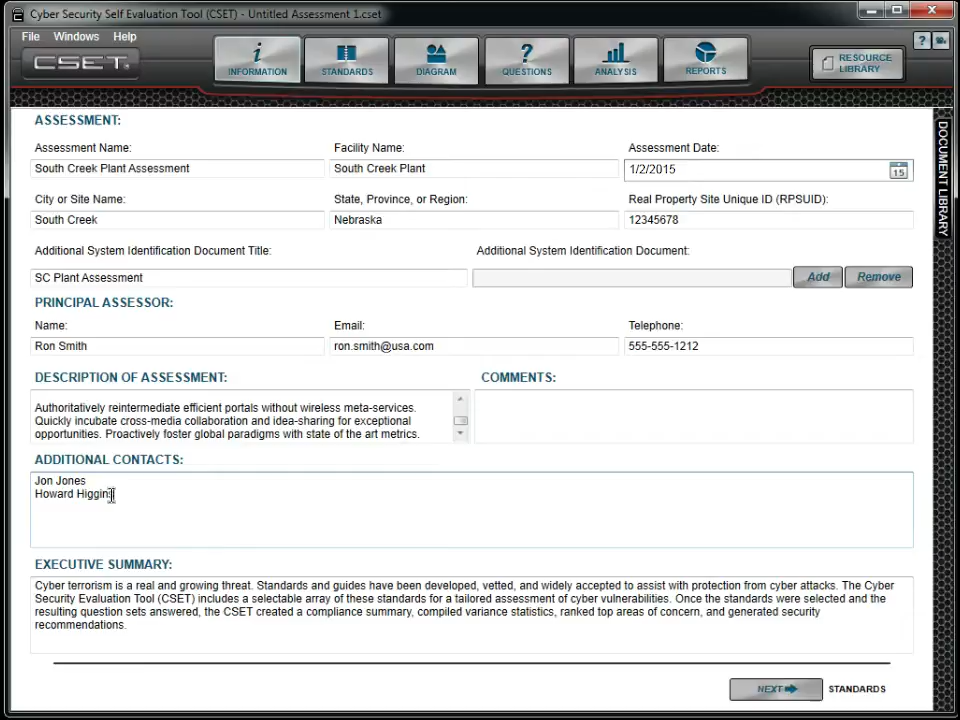 Cyber Security Self Evaluation Tool (CSET) - Untitled Assessment 1.cset
File Windows Help
CSET
INFORMATION
STANDARDS
DIAGRAM
QUESTIONS
ANALYSIS
REPORTS
RESOURCE
LIBRARY
?
DOCUMENT LIBRARY
ASSESSMENT:
Assessment Name: Facility Name: Assessment Date:
South Creek Plant Assessment South Creek Plant 1/2/2015 15
City or Site Name: State, Province, or Region: Real Property Site Unique ID (RPSUID):
South Creek Nebraska 12345678
Additional System Identification Document Title: Additional System Identification Document:
SC Plant Assessment Add Remove
PRINCIPAL ASSESSOR:
Name: Email: Telephone:
Ron Smith ron.smith@usa.com 555-555-1212
DESCRIPTION OF ASSESSMENT: COMMENTS:
Authoritatively reintermediate efficient portals without wireless meta-services.
Quickly incubate cross-media collaboration and idea-sharing for exceptional
opportunities. Proactively foster global paradigms with state of the art metrics.
ADDITIONAL CONTACTS:
Jon Jones
Howard
EXECUTIVE SUMMARY:
Cyber terrorism is a real and growing threat. Standards and guides have been developed, vetted, and widely accepted to assist with protection from cyber attacks. The Cyber
Security Evaluation Tool (CSET) includes a selectable array of these standards for a tailored assessment of cyber vulnerabilities. Once the standards were selected and the
resulting question sets answered, the CSET created a compliance summary, compiled variance statistics, ranked top areas of concern, and generated security
recommendations.
NEXT STANDARDS